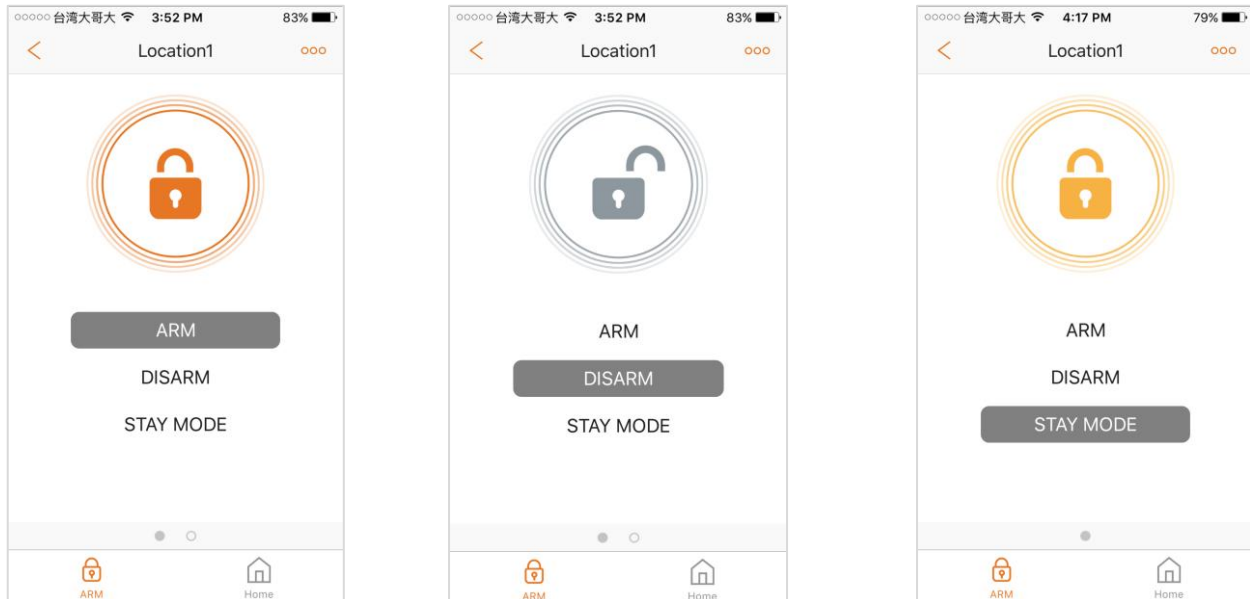 台湾大哥大 3:52 PM 83%
Location1
ARM
DISARM
STAY MODE
ARM Home
台湾大哥大 3:52 PM 83%
Location1
ARM
DISARM
STAY MODE
ARM Home
台湾大哥大 4:17 PM 79%
Location1
ARM
DISARM
STAY MODE
ARM Home